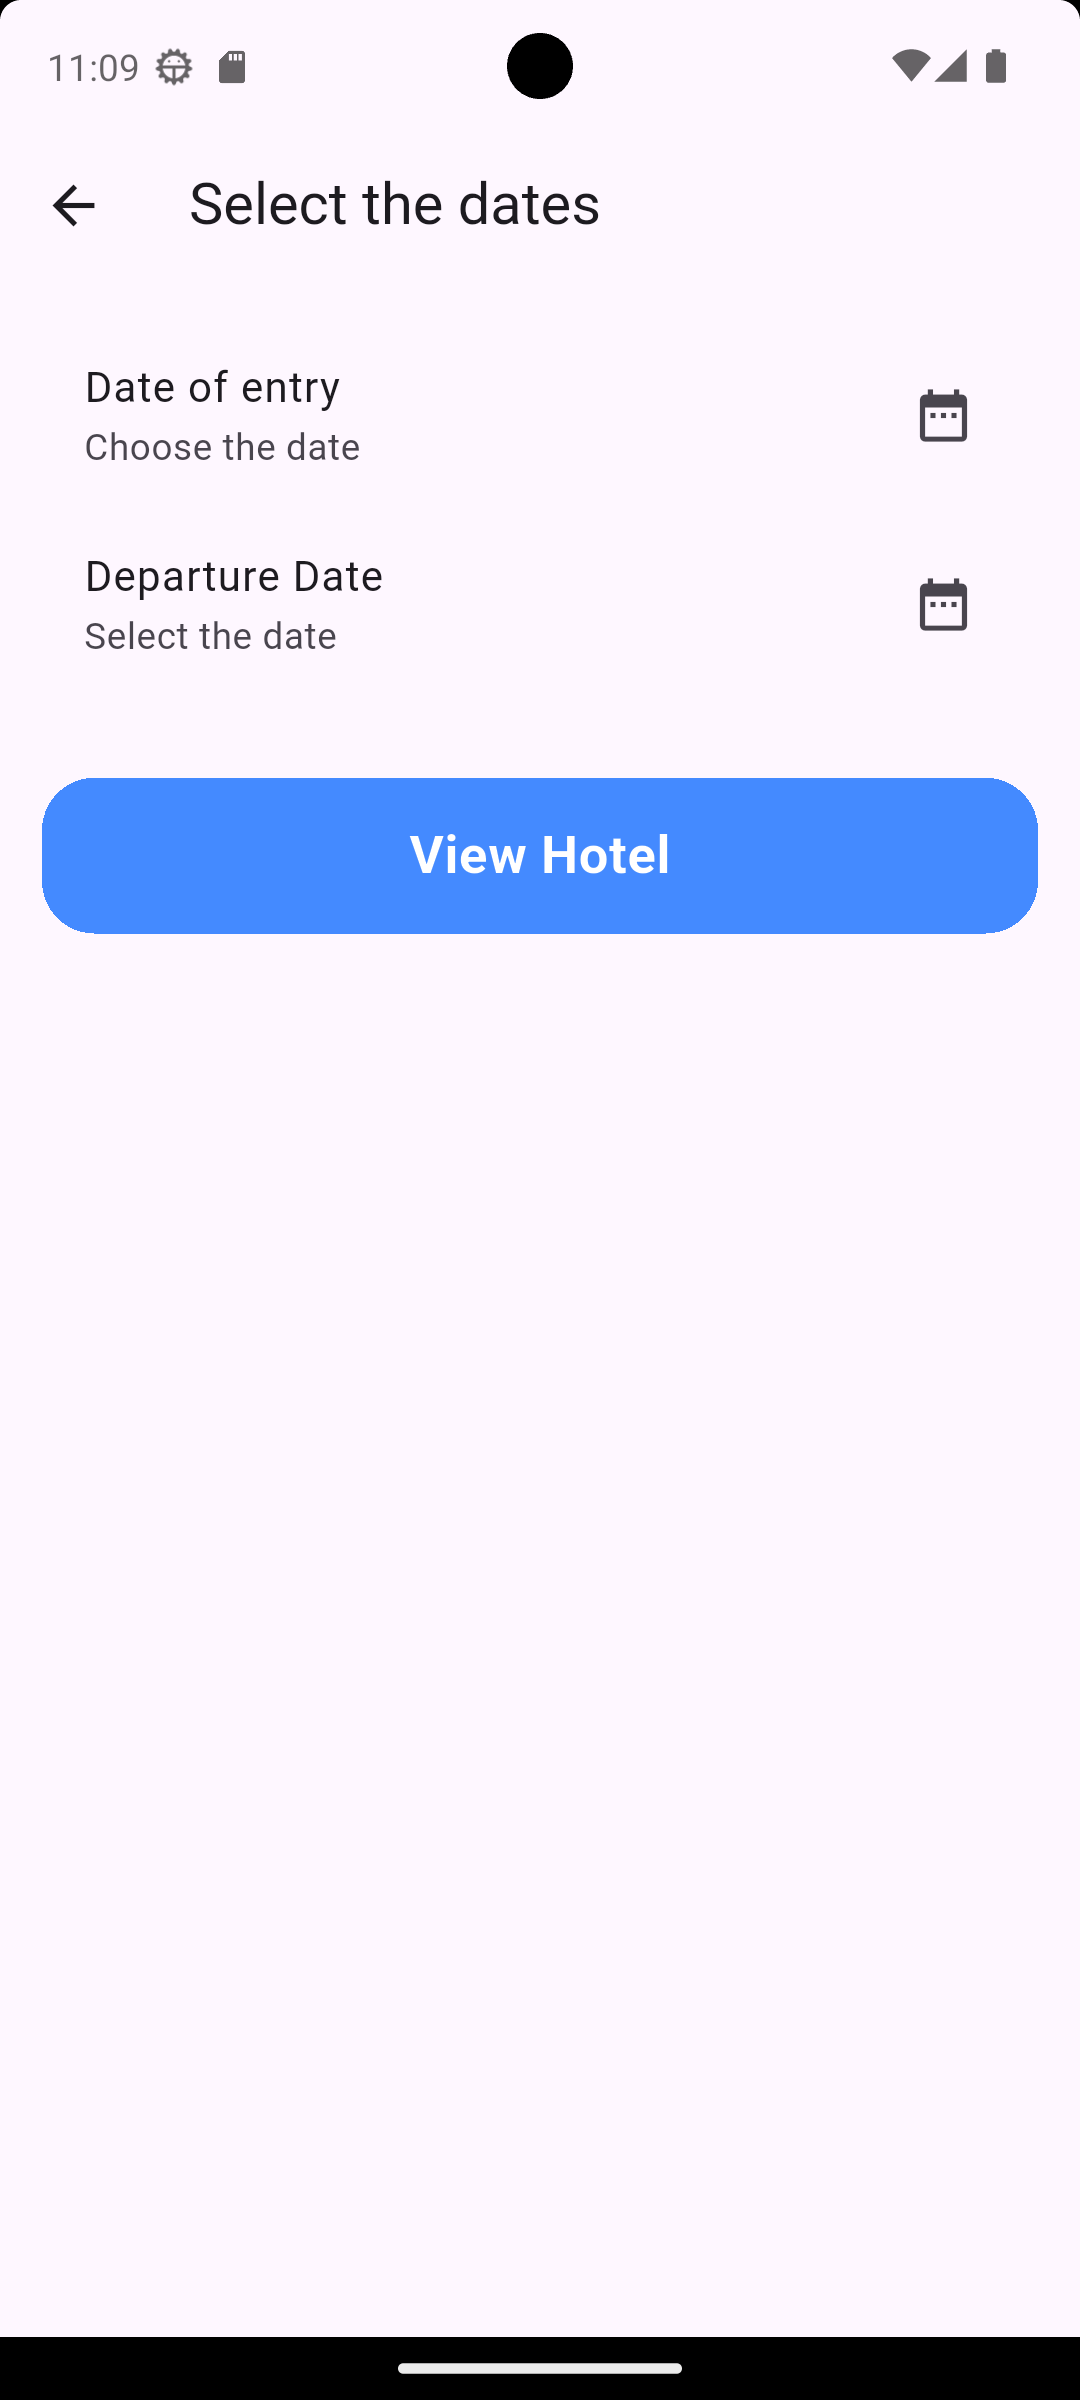 11:09
Select the dates
Date of entry
Choose the date
Departure Date
Select the date
View Hotel